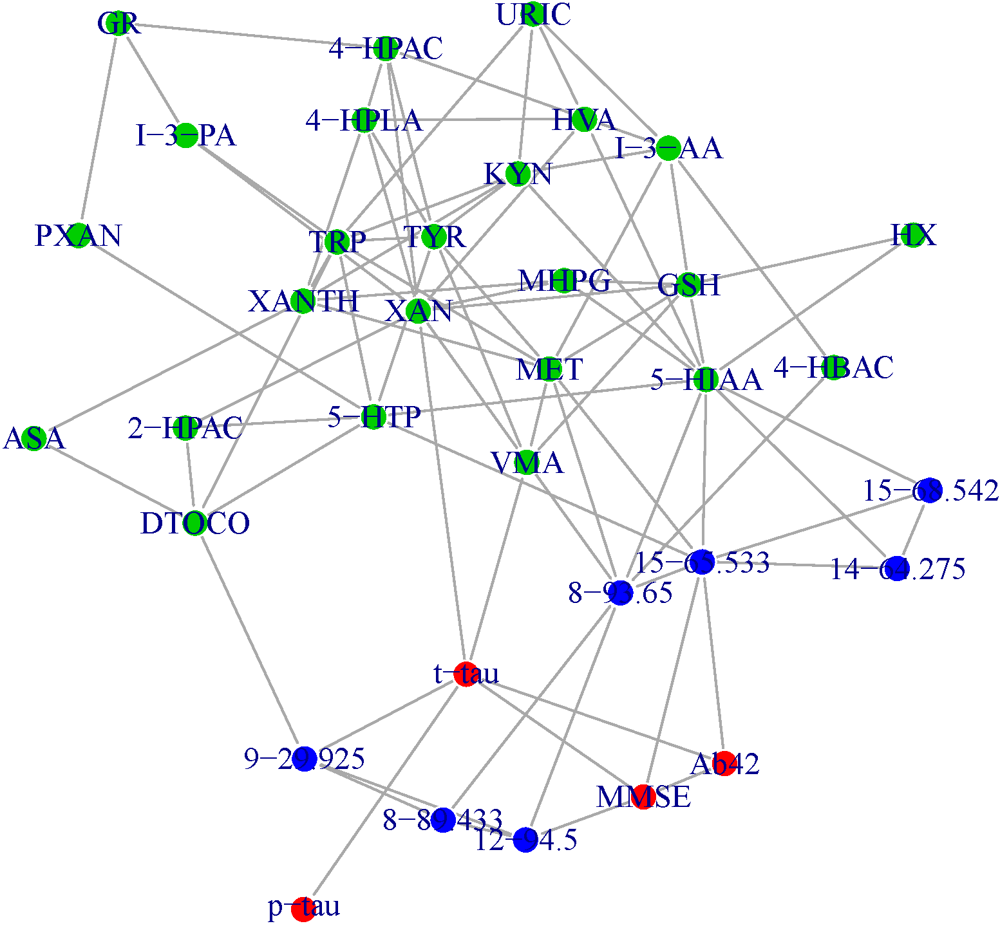 URIC
GR
4−HPAC
4−HPLA
HVA
I−3−PA
I−3−AA
KYN
PXAN
TRP
TYR
HX
MHPG
GSH
XANTH
XAN
MET
5−HIAA
4−HBAC
ASA
2−HPAC
5−HTP
VMA
15−68.542
DTOCO
15−65.533
14−64.275
8−93.65
t−tau
9−29.925
Ab42
MMSE
8−89.433
12−94.5
p−tau